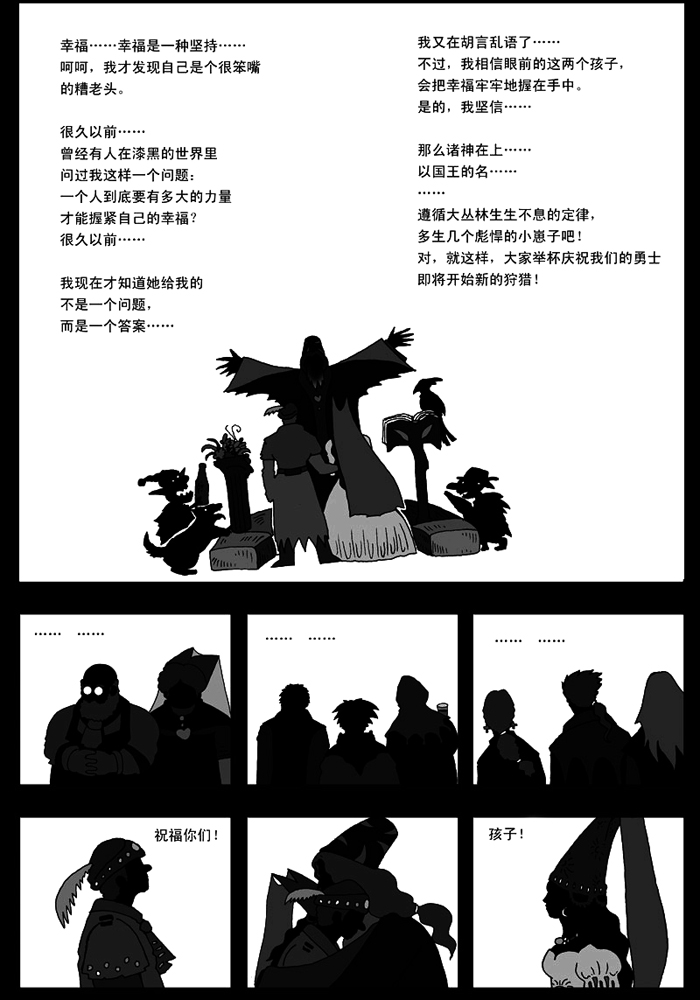 幸福……幸福是一种坚持……
呵呵，我才发现自己是个很笨嘴
的糟老头。
很久以前……
曾经有人在漆黑的世界里
问过我这样一个问题：
一个人到底要有多大的力量
才能握紧自己的幸福？
很久以前……
我现在才知道她给我的
不是一个问题，
而是一个答案……
我又在胡言乱语了……
不过，我相信眼前的这两个孩子，
会把幸福牢牢地握在手中。
是的，我坚信……
那么诸神在上……
以国王的名……
……
遵循大丛林生生不息的定律，
多生几个彪悍的小崽子吧！
对，就这样，大家举杯庆祝我们的勇士
即将开始新的狩猎！
…… ……
…… ……
…… ……
祝福你们！
孩子！